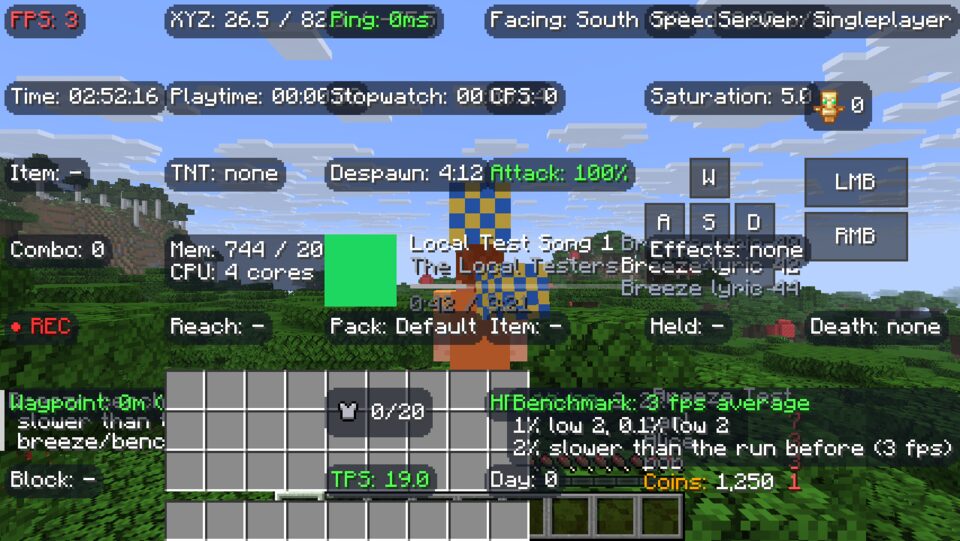 FPS: 3
XYZ: 26.5 / 82
Ping: 0ms
Facing: South
Speed
Server: Singleplayer
Time: 02:52:16
Playtime: 00:00
Stopwatch: 00
CPS: 0
Saturation: 5.0
0
Item: -
TNT: none
Despawn: 4:12
Attack: 100%
W
LMB
A S D
RMB
Combo: 0
Mem: 744 / 20
CPU: 4 cores
Local Test Song 1
The Local Testers
0:42
Effects: none
Breeze lyric 42
Breeze lyric 44
REC
Reach: -
Pack: Default
Item: -
Held: -
Death: none
Waypoint: 0m
slower than
breeze/benc
0/20
Benchmark: 3 fps average
1% low 2, 0.1% low 2
2% slower than the run before (3 fps)
Block: -
TPS: 19.0
Day: 0
Coins: 1,250
1